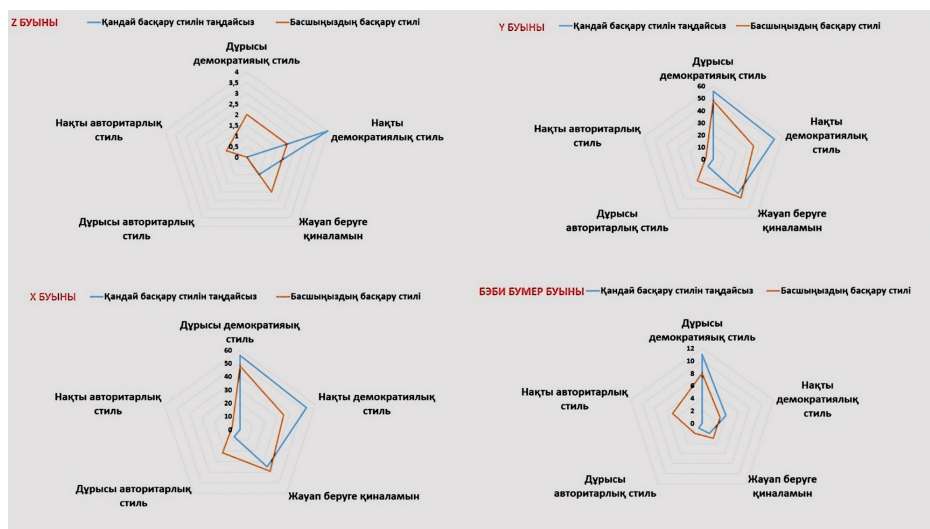 Z БУЫНЫ
Қандай басқару стилін таңдайсыз
Басшыңыздың басқару стилі
Дұрысы
демократияық стиль
4
3,5
3
2,5
2
1,5
1
0,5
0
Нақты
демократиялық стиль
Жауап беруге
қиналамын
Дұрысы авторитарлық
стиль
Нақты авторитарлық
стиль
Y БУЫНЫ
Қандай басқару стилін таңдайсыз
Басшыңыздың басқару стилі
Дұрысы
демократияық стиль
60
50
40
30
20
10
0
Нақты
демократиялық
стиль
Жауап беруге
қиналамын
Дұрысы
авторитарлық стиль
Нақты авторитарлық
стиль
X БУЫНЫ
Қандай басқару стилін таңдайсыз
Басшыңыздың басқару стилі
Дұрысы демократияық
стиль
60
50
40
30
20
10
0
Нақты демократиялық
стиль
Жауап беруге қиналамын
Дұрысы авторитарлық
стиль
Нақты авторитарлық
стиль
БЭБИ БУМЕР БУЫНЫ
Қандай басқару стилін таңдайсыз
Басшыңыздың басқару стилі
Дұрысы
демократияық стиль
12
10
8
6
4
2
0
Нақты
демократиялық
стиль
Жауап беруге
қиналамын
Дұрысы
авторитарлық стиль
Нақты авторитарлық
стиль